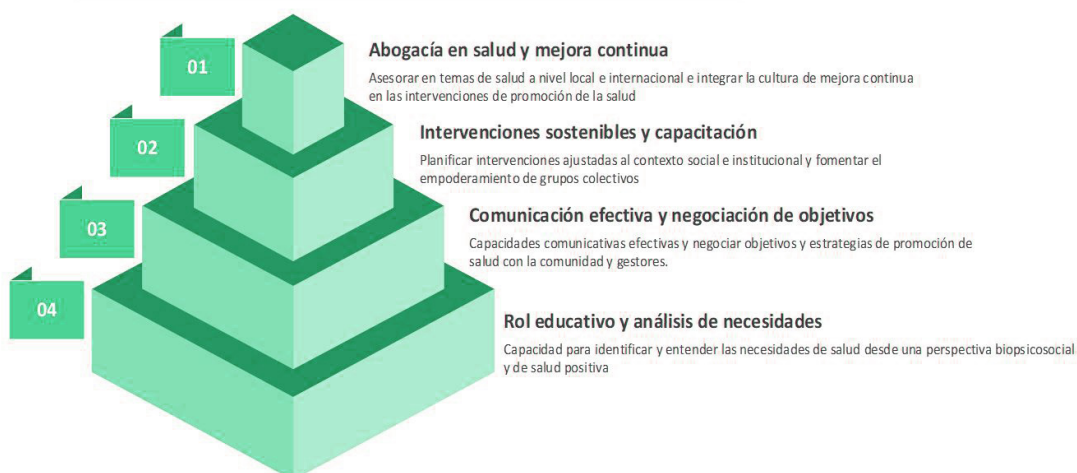 01
Abogacía en salud y mejora continua
Asesorar en temas de salud a nivel local e internacional e integrar la cultura de mejora continua
en las intervenciones de promoción de la salud
02
Intervenciones sostenibles y capacitación
Planificar intervenciones ajustadas al contexto social e institucional y fomentar el
empoderamiento de grupos colectivos
03
Comunicación efectiva y negociación de objetivos
Capacidades comunicativas efectivas y negociar objetivos y estrategias de promoción de
salud con la comunidad y gestores.
04
Rol educativo y análisis de necesidades
Capacidad para identificar y entender las necesidades de salud desde una perspectiva biopsicosocial
y de salud positiva